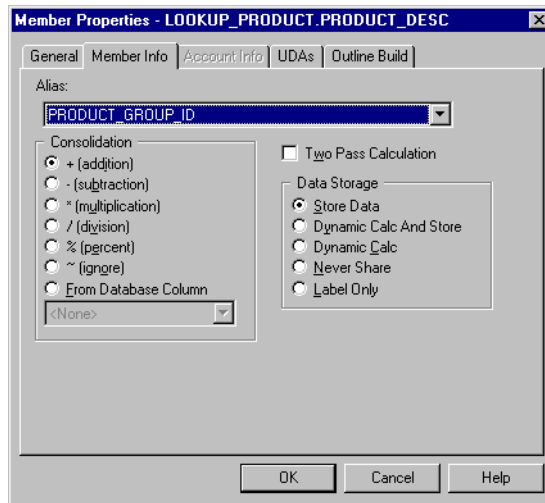 Member Properties - LOOKUP_PRODUCT.PRODUCT_DESC
General Member Info Account Info UDAs Outline Build
Alias:
PRODUCT_GROUP_ID
Consolidation
+ (addition)
- (subtraction)
* (multiplication)
/ (division)
% (percent)
~ (ignore)
From Database Column
<None>
Two Pass Calculation
Data Storage
Store Data
Dynamic Calc And Store
Dynamic Calc
Never Share
Label Only
OK Cancel Help